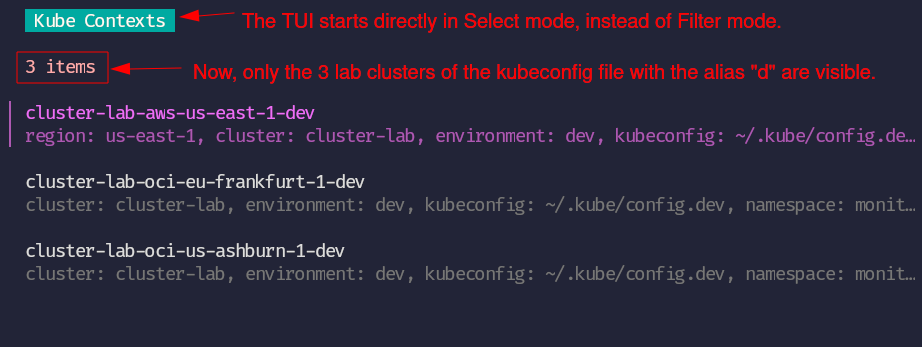 Kube Contexts
The TUI starts directly in Select mode, instead of Filter mode.
3 items
Now, only the 3 lab clusters of the kubeconfig file with the alias "d" are visible.
cluster-lab-aws-us-east-1-dev
region: us-east-1, cluster: cluster-lab, environment: dev, kubeconfig: ~/.kube/config.de…
cluster-lab-oci-eu-frankfurt-1-dev
cluster: cluster-lab, environment: dev, kubeconfig: ~/.kube/config.dev, namespace: monit…
cluster-lab-oci-us-ashburn-1-dev
cluster: cluster-lab, environment: dev, kubeconfig: ~/.kube/config.dev, namespace: monit…